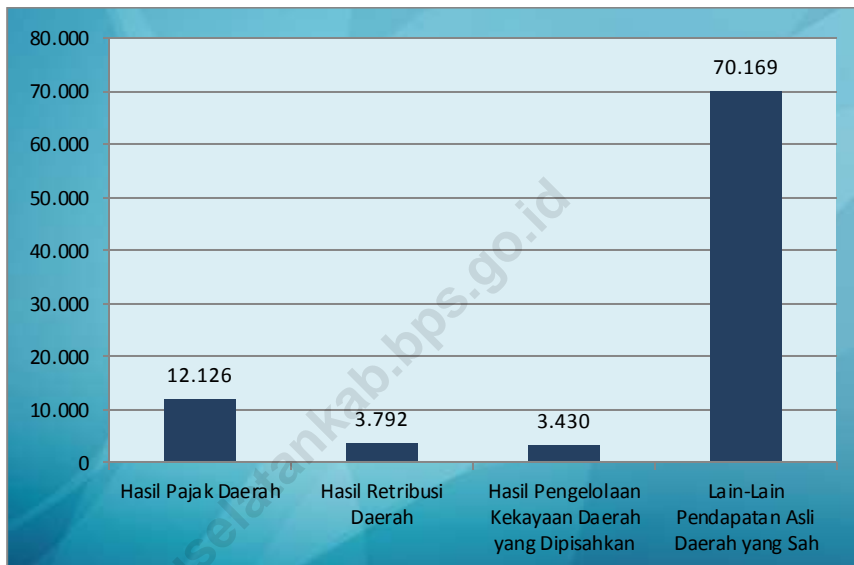 80.000
70.000
60.000
50.000
40.000
30.000
20.000
10.000
0
12.126
3.792
3.430
70.169
Hasil Pajak Daerah
Hasil Retribusi
Daerah
Hasil Pengelolaan
Kekayaan Daerah
yang Dipisahkan
Lain-Lain
Pendapatan Asli
Daerah yang Sah
uselatankab.bps.go.id